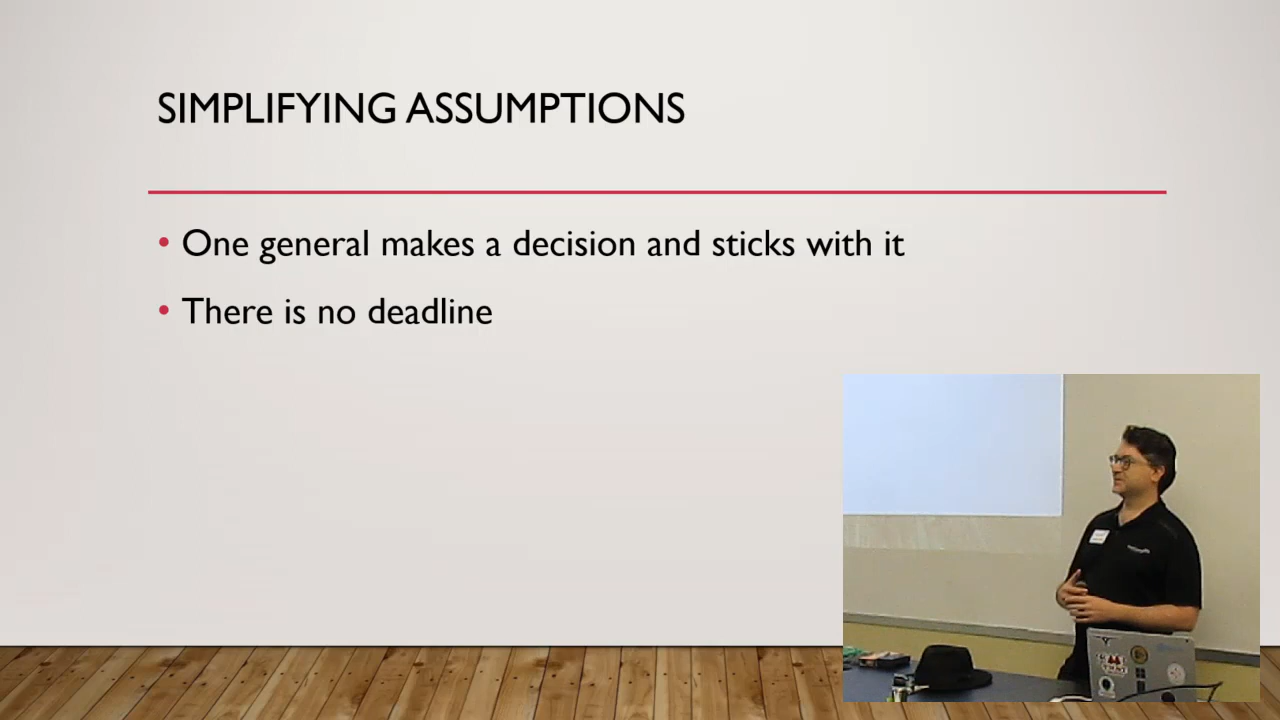 SIMPLIFYING ASSUMPTIONS
• One general makes a decision and sticks with it
• There is no deadline